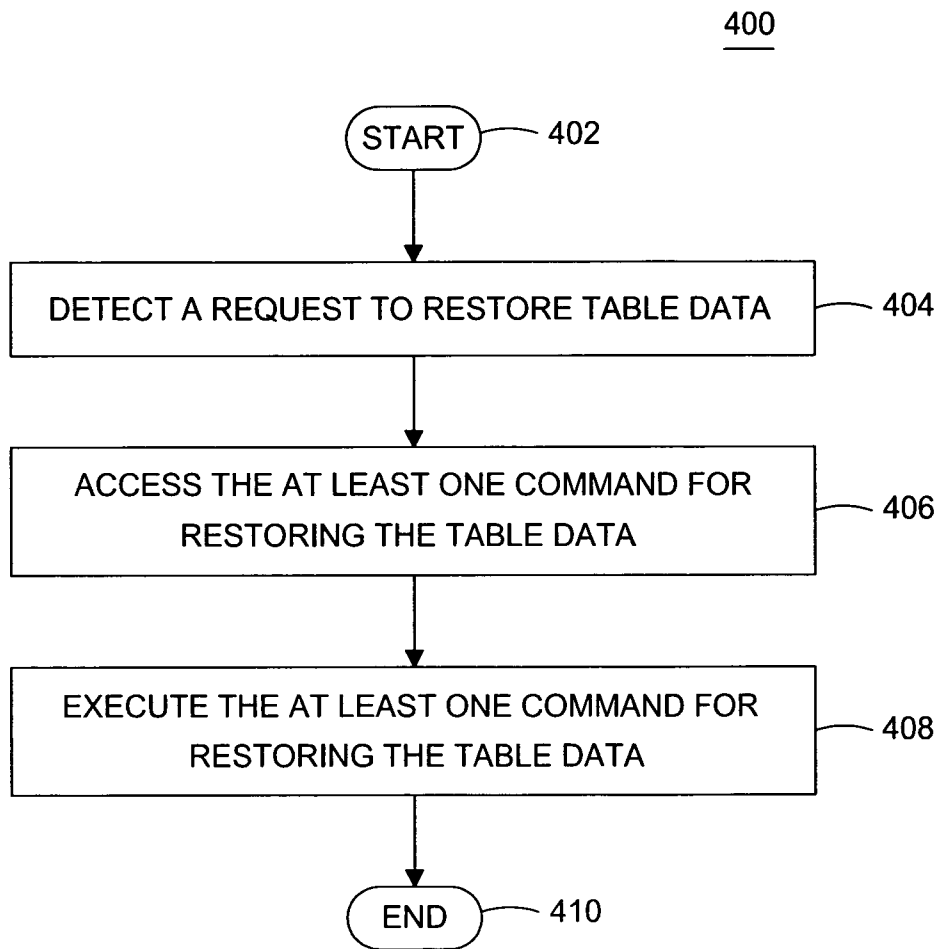 400
START
402
DETECT A REQUEST TO RESTORE TABLE DATA
404
ACCESS THE AT LEAST ONE COMMAND FOR
RESTORING THE TABLE DATA
406
EXECUTE THE AT LEAST ONE COMMAND FOR
RESTORING THE TABLE DATA
408
END
410